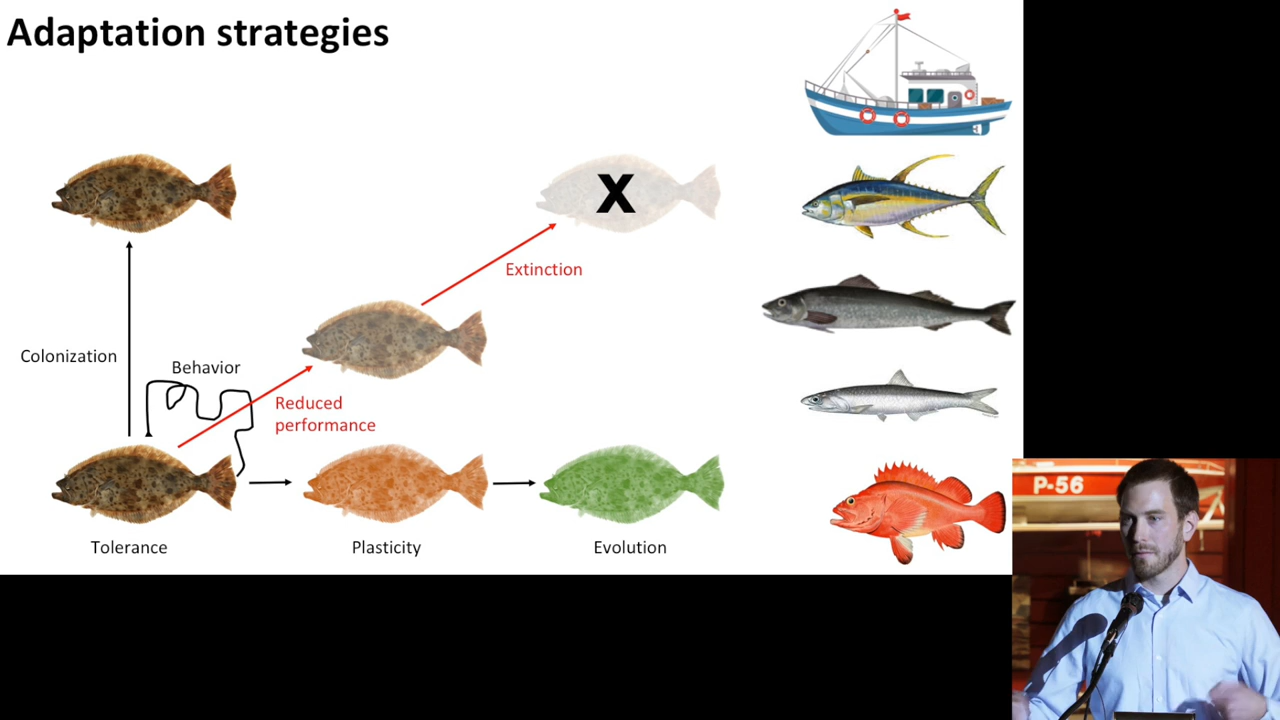 Adaptation strategies
X
Extinction
Colonization
Behavior
Reduced
performance
Tolerance
Plasticity
Evolution
P-56